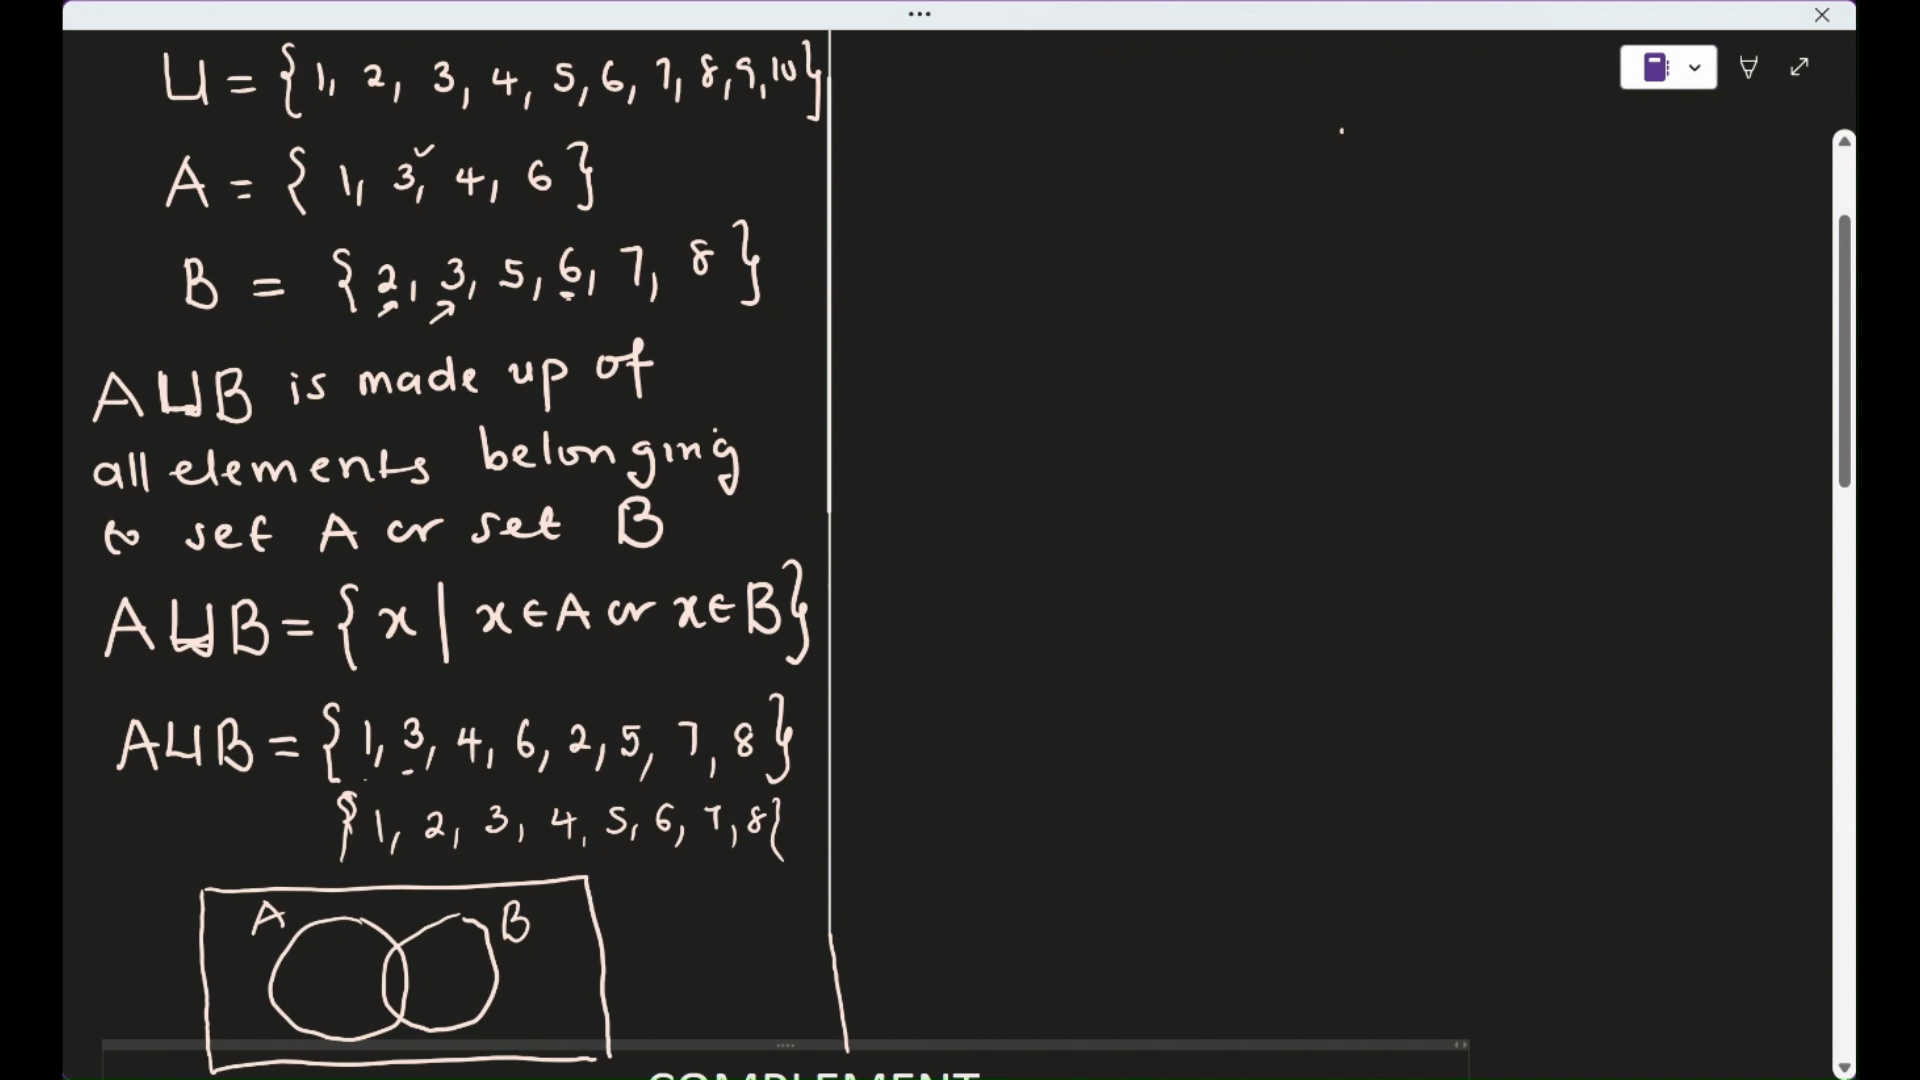 U = {1, 2, 3, 4, 5, 6, 7, 8, 9, 10}
A = { 1, 3, 4, 6 }
B = { 2, 3, 5, 6, 7, 8 }
A∪B is made up of
all elements belonging
to set A or set B
A∪B = { x | x ∈ A or x ∈ B}
A∪B = { 1, 3, 4, 6, 2, 5, 7, 8 }
{ 1, 2, 3, 4, 5, 6, 7, 8{
A B
COMPLEMENT